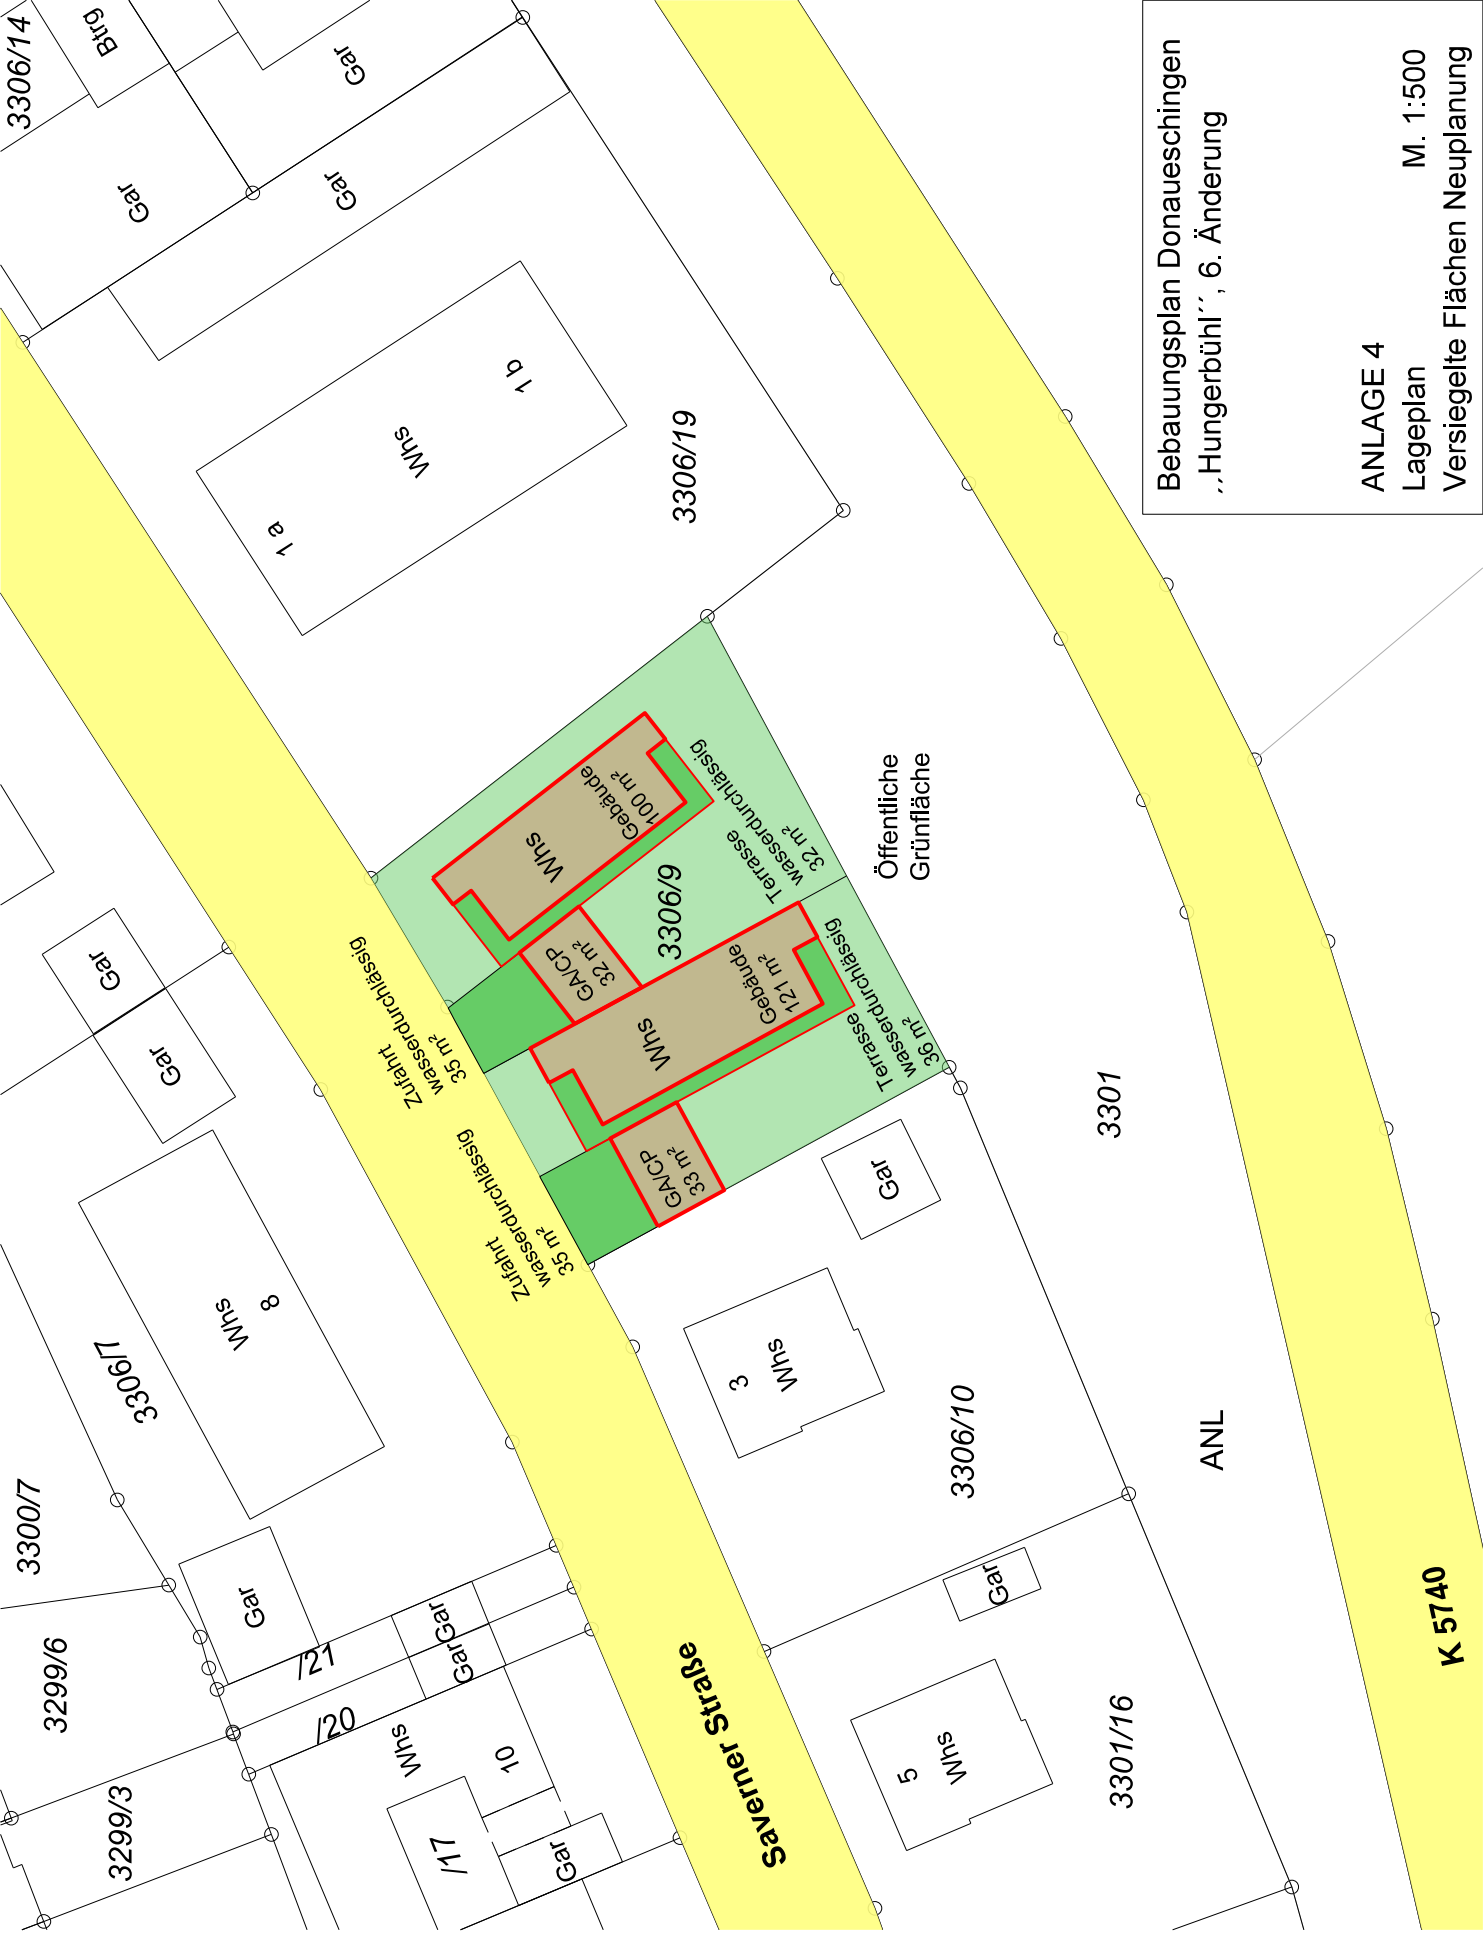 Bebauungsplan Donaueschingen
,,Hungerbühl´´, 6. Änderung
ANLAGE 4
Lageplan M. 1:500
Versiegelte Flächen Neuplanung
3306/14
Btrg
Gar
Gar
Gar
1 a
Whs
1 b
3306/19
Gar
Gar
3306/7
Whs
8
3300/7
3299/6
3299/3
Gar
/21
/20
Gar
Gar
Whs
10
/17
Gar
Saverner Straße
Zufahrt
wasserdurchlässig
35 m²
Zufahrt
wasserdurchlässig
35 m²
Whs
Gebäude
100 m²
GA/CP
32 m²
3306/9
Terrasse
wasserdurchlässig
32 m²
Whs
Gebäude
121 m²
GA/CP
33 m²
Terrasse
wasserdurchlässig
36 m²
Öffentliche
Grünfläche
3301
Gar
3
Whs
3306/10
ANL
Gar
5
Whs
3301/16
K 5740